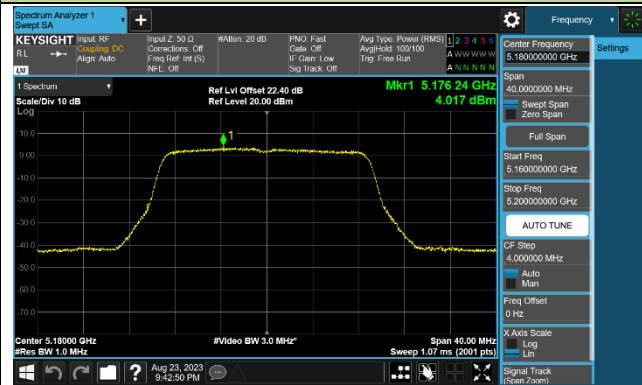 Spectrum Analyzer 1
Swept SA
Frequency
KEYSIGHT
RL
LXI
Input: RF
Coupling: DC
Align: Auto
Input Z: 50 Ω
Corrections: Off
Freq Ref: Int (S)
NFE: Off
#Atten: 20 dB
PNO: Fast
Gate: Off
IF Gain: Low
Sig Track: Off
Avg Type: Power (RMS)
Avg|Hold: 100/100
Trig: Free Run
1 2 3 4 5 6
A W W W W W
A N N N N N
1 Spectrum
Scale/Div 10 dB
Log
Ref Lvl Offset 22.40 dB
Ref Level 20.00 dBm
Mkr1 5.176 24 GHz
4.017 dBm
1
10.0
0.00
-10.0
-20.0
-30.0
-40.0
-50.0
-60.0
-70.0
Center 5.18000 GHz
#Res BW 1.0 MHz
#Video BW 3.0 MHz*
Span 40.00 MHz
Sweep 1.07 ms (2001 pts)
Aug 23, 2023
9:42:50 PM
?
Center Frequency
5.180000000 GHz
Settings
Span
40.0000000 MHz
Swept Span
Zero Span
Full Span
Start Freq
5.160000000 GHz
Stop Freq
5.200000000 GHz
AUTO TUNE
CF Step
4.000000 MHz
Auto
Man
Freq Offset
0 Hz
X Axis Scale
Log
Lin
Signal Track
(Span Zoom)